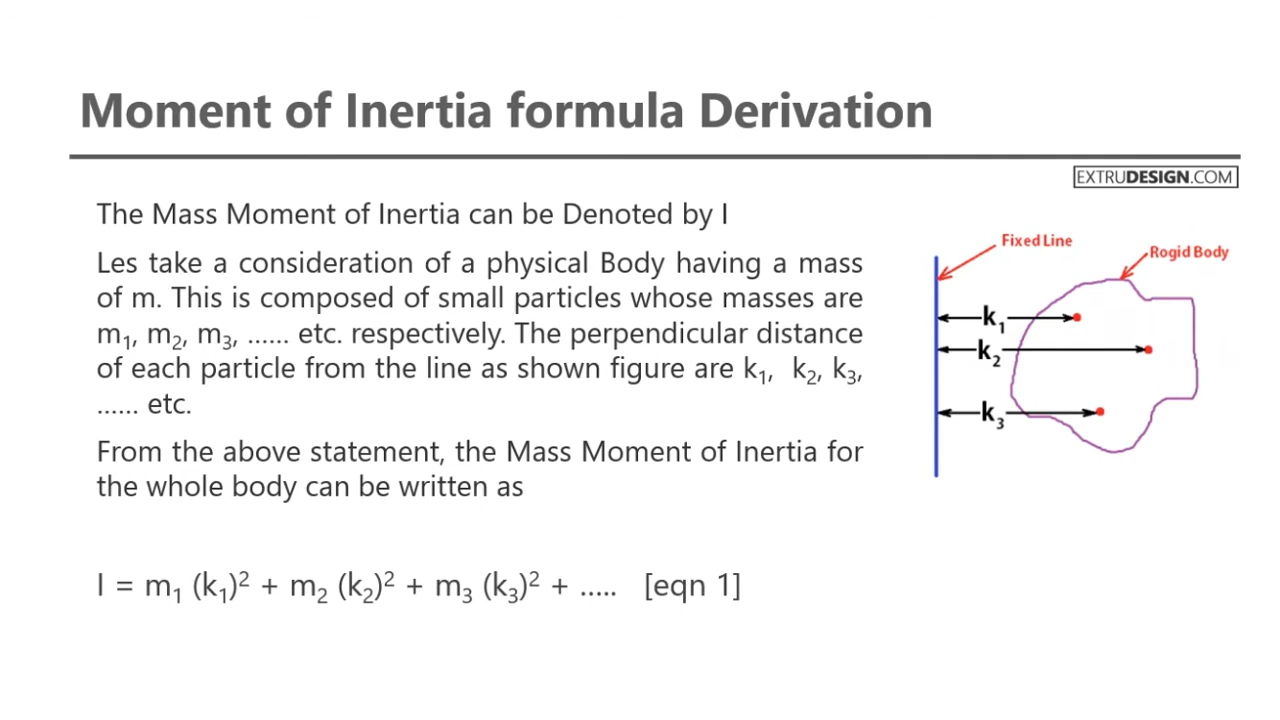 Moment of Inertia formula Derivation
EXTRUDESIGN.COM
The Mass Moment of Inertia can be Denoted by I
Les take a consideration of a physical Body having a mass
of m. This is composed of small particles whose masses are
m₁, m₂, m₃, ...... etc. respectively. The perpendicular distance
of each particle from the line as shown figure are k₁, k₂, k₃,
...... etc.
From the above statement, the Mass Moment of Inertia for
the whole body can be written as
I = m₁ (k₁)² + m₂ (k₂)² + m₃ (k₃)² + ..... [eqn 1]
Fixed Line
Rogid Body
k₁
k₂
k₃